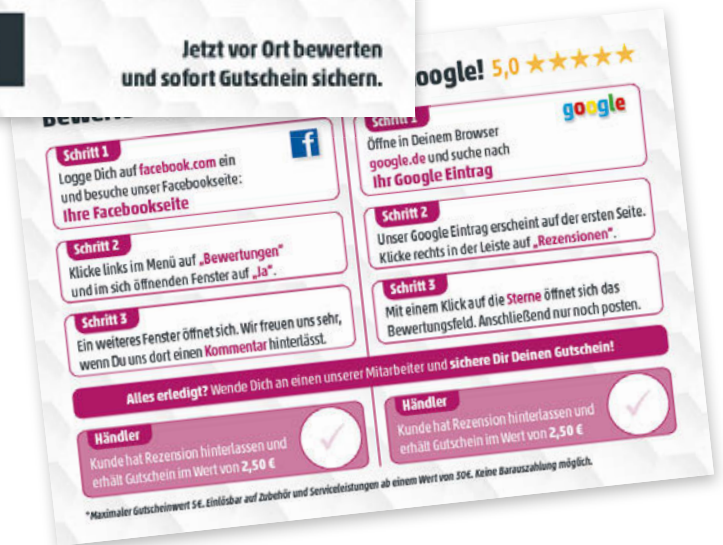 Jetzt vor Ort bewerten
und sofort Gutschein sichern.
oogle! 5,0
Schritt 1
Logge Dich auf facebook.com ein
und besuche unser Facebookseite:
Ihre Facebookseite
Schritt 2
Klicke links im Menü auf „Bewertungen"
und im sich öffnenden Fenster auf „Ja".
Schritt 3
Ein weiteres Fenster öffnet sich. Wir freuen uns sehr,
wenn Du uns dort einen Kommentar hinterlässt.
Schritt 1
google
Öffne in Deinem Browser
google.de und suche nach
Ihr Google Eintrag
Schritt 2
Unser Google Eintrag erscheint auf der ersten Seite.
Klicke rechts in der Leiste auf „Rezensionen".
Schritt 3
Mit einem Klick auf die Sterne öffnet sich das
Bewertungsfeld. Anschließend nur noch posten.
Alles erledigt? Wende Dich an einen unserer Mitarbeiter und sichere Dir Deinen Gutschein!
Händler
Kunde hat Rezension hinterlassen und
erhält Gutschein im Wert von 2,50 €
Händler
Kunde hat Rezension hinterlassen und
erhält Gutschein im Wert von 2,50 €
*Maximaler Gutscheinwert 5€. Einlösbar auf Zubehör und Serviceleistungen ab einem Wert von 50€. Keine Barauszahlung möglich.